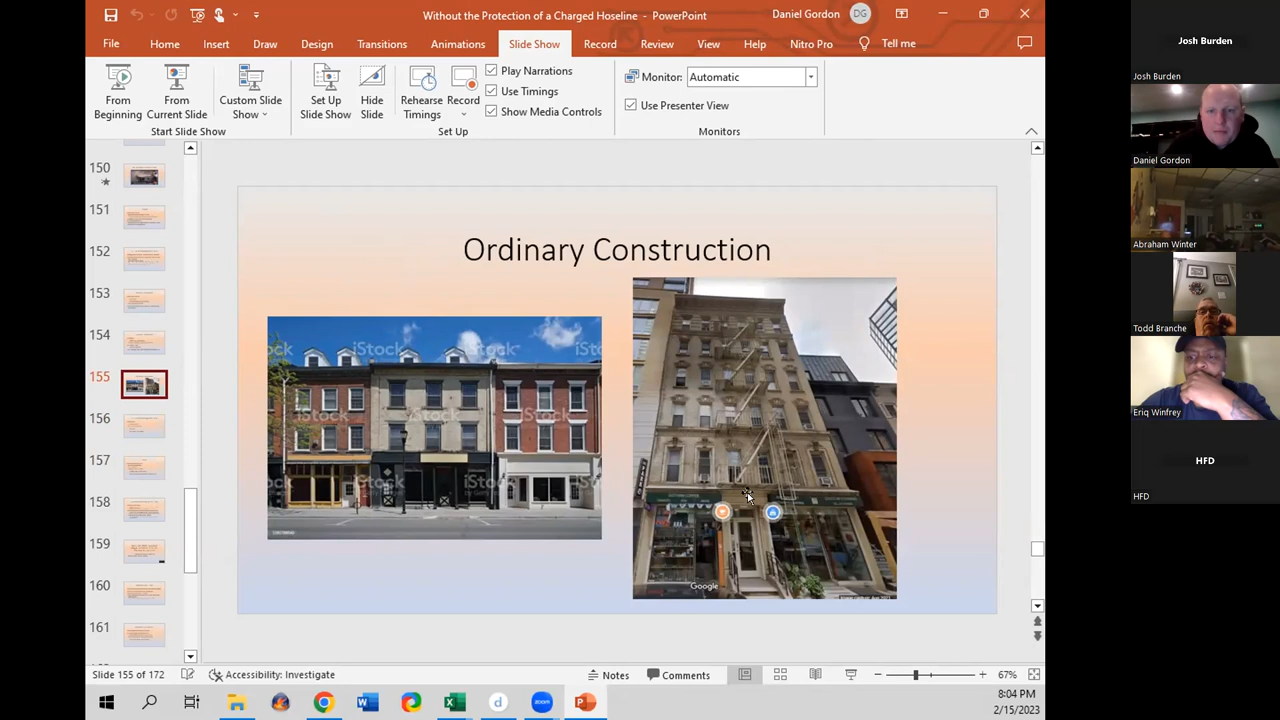 Without the Protection of a Charged Hoseline - PowerPoint
Daniel Gordon
DG
File
Home
Insert
Draw
Design
Transitions
Animations
Slide Show
Record
Review
View
Help
Nitro Pro
Tell me
From Beginning
From Current Slide
Custom Slide Show
Start Slide Show
Set Up Slide Show
Hide Slide
Rehearse Timings
Record
Play Narrations
Use Timings
Show Media Controls
Set Up
Monitor:
Automatic
Use Presenter View
Monitors
150
151
152
153
154
155
156
157
158
159
160
161
Ordinary Construction
iStock
iStock
iStock
iStock
Google
Slide 155 of 172
Accessibility: Investigate
Notes
Comments
67%
8:04 PM
2/15/2023
Josh Burden
Josh Burden
Daniel Gordon
Abraham Winter
Todd Branche
Eriq Winfrey
HFD
HFD